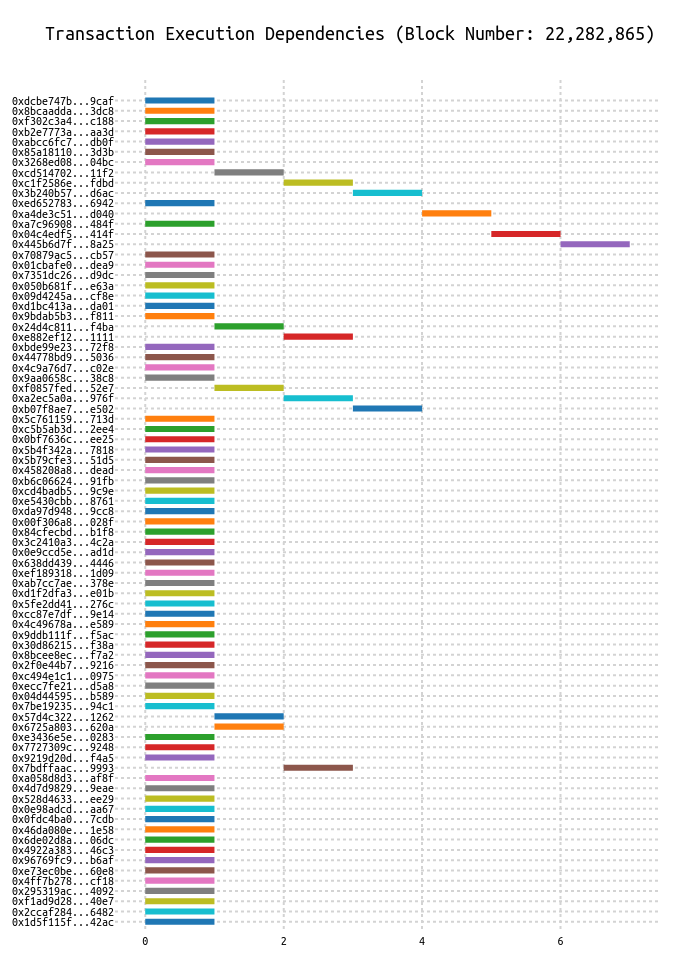 Transaction Execution Dependencies (Block Number: 22,282,865)
0xdcbe747b...9caf
0x8bcaadda...3dc8
0xf302c3a4...c188
0xb2e7773a...aa3d
0xabcc6fc7...db0f
0x85a18110...3d3b
0x3268ed08...04bc
0xcd514702...11f2
0xc1f2586e...fdbd
0x3b240b57...d6ac
0xed652783...6942
0xa4de3c51...d040
0xa7c96908...484f
0x04c4edf5...414f
0x445b6d7f...8a25
0x70879ac5...cb57
0x01cbafe0...dea9
0x7351dc26...d9dc
0x050b681f...e63a
0x09d4245a...cf8e
0xd1bc413a...da01
0x9bdab5b3...f811
0x24d4c811...f4ba
0xe882ef12...1111
0xbde99e23...72f8
0x44778bd9...5036
0x4c9a76d7...c02e
0x9aa0658c...38c8
0xf0857fed...52e7
0xa2ec5a0a...976f
0xb07f8ae7...e502
0x5c761159...713d
0xc5b5ab3d...2ee4
0x0bf7636c...ee25
0x5b4f342a...7818
0x5b79cfe3...51d5
0x458208a8...dead
0xb6c06624...91fb
0xcd4badb5...9c9e
0xe5430cbb...8761
0xda97d948...9cc8
0x00f306a8...028f
0x84cfecbd...b1f8
0x3c2410a3...4c2a
0x0e9ccd5e...ad1d
0x638dd439...4446
0xef189318...1d09
0xab7cc7ae...378e
0xd1f2dfa3...e01b
0x5fe2dd41...276c
0xcc87e7df...9e14
0x4c49678a...e589
0x9ddb111f...f5ac
0x30d86215...f38a
0x8bcee8ec...f7a2
0x2f0e44b7...9216
0xc494e1c1...0975
0xecc7fe21...d5a8
0x04d44595...b589
0x7be19235...94c1
0x57d4c322...1262
0x6725a803...620a
0xe3436e5e...0283
0x7727309c...9248
0x9219d20d...f4a5
0x7bdffaac...9993
0xa058d8d3...af8f
0x4d7d9829...9eae
0x528d4633...ee29
0x0e98adcd...aa67
0x0fdc4ba0...7cdb
0x46da080e...1e58
0x6de02d8a...06dc
0x4922a383...46c3
0x96769fc9...b6af
0xe73ec0be...60e8
0x4ff7b278...cf18
0x295319ac...4092
0xf1ad9d28...40e7
0x2ccaf284...6482
0x1d5f115f...42ac
0 2 4 6